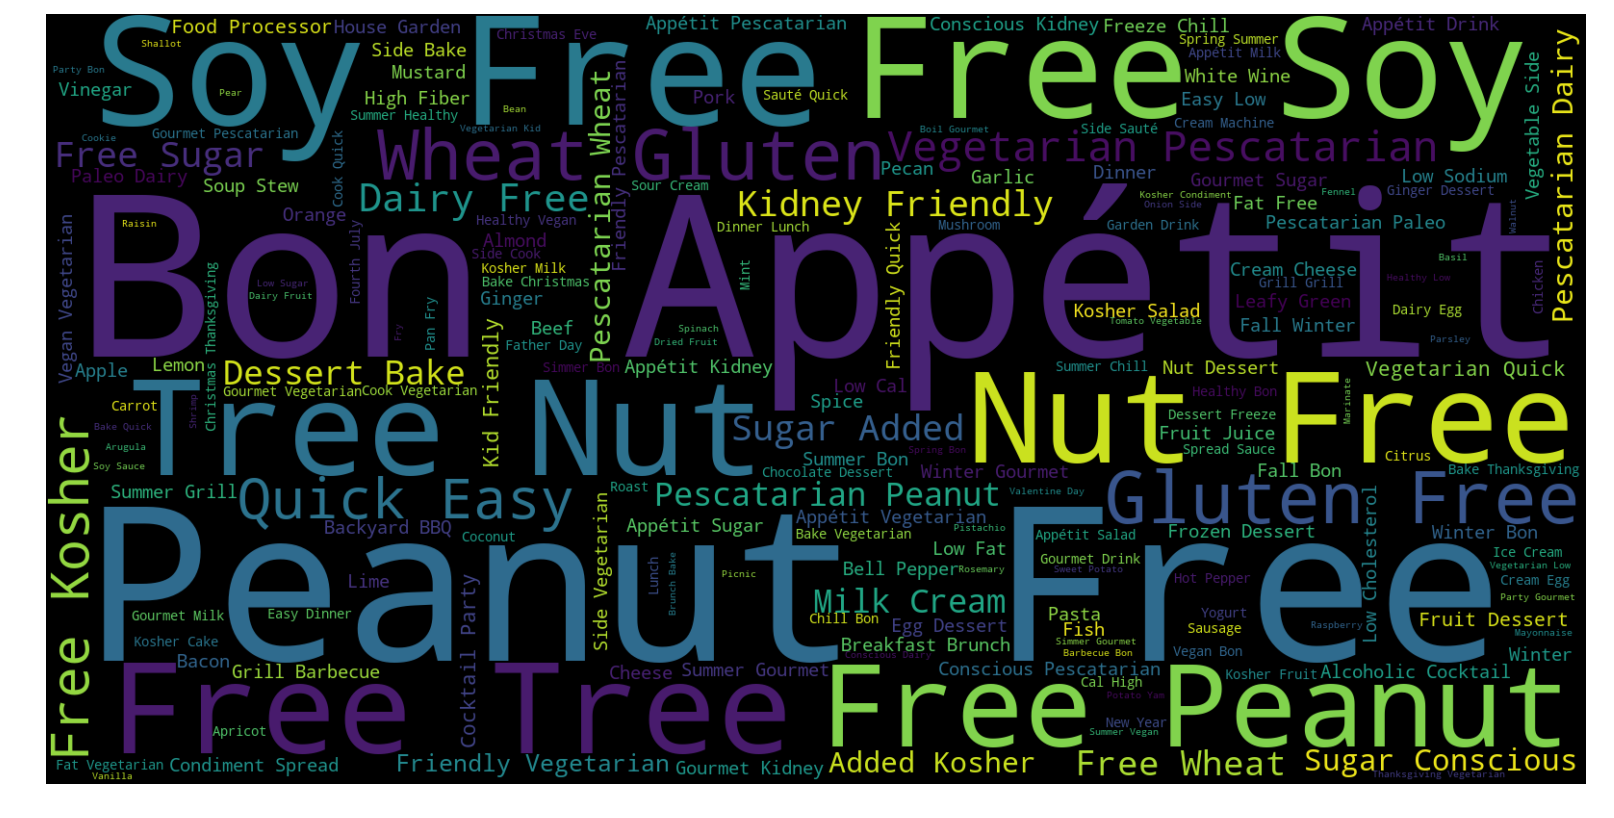 Soy Free
Free Soy
Food Processor
House Garden
Appétit Pescatarian
Conscious Kidney
Freeze Chill
Appétit Drink
Shallot
Christmas Eve
Spring Summer
Appétit Milk
Side Bake
Party Bon
Mustard
White Wine
Vinegar
Pear
High Fiber
Pork
Sauté Quick
Easy Low
Summer Healthy
Bean
Cream Machine
Gourmet Pescatarian
Vegetarian Kid
Boil Gourmet
Side Sauté
Cookie
Cook Quick
Pescatarian Wheat
Friendly Pescatarian
Vegetable Side
Pescatarian Dairy
Free Sugar
Wheat Gluten
Vegetarian Pescatarian
Paleo Dairy
Soup Stew
Pecan
Garlic
Dinner
Low Sodium
Sour Cream
Gourmet Sugar
Dairy Free
Kidney Friendly
Kosher Condiment
Onion Side
Fat Free
Fennel
Ginger Dessert
Walnut
Orange
Healthy Vegan
Raisin
Dinner Lunch
Mushroom
Garden Drink
Pescatarian Paleo
Bon Appétit
Vegan Vegetarian
Fourth July
Almond
Side Cook
Kosher Milk
Bake Christmas
Ginger
Low Sugar
Dairy Fruit
Mint
Friendly Quick
Cream Cheese
Grill Grill
Leafy Green
Basil
Healthy Low
Chicken
Kosher Salad
Tomato Vegetable
Dairy Egg
Fall Winter
Parsley
Christmas Thanksgiving
Fry
Pan Fry
Beef
Father Day
Spinach
Dried Fruit
Lemon
Apple
Dessert Bake
Simmer Bon
Appétit Kidney
Summer Chill
Nut Dessert
Vegetarian Quick
Gourmet Vegetarian
Cook Vegetarian
Low Cal
Healthy Bon
Marinate
Tree Nut
Nut Free
Carrot
Shrimp
Kid Friendly
Spice
Dessert Freeze
Sugar Added
Fruit Juice
Bake Quick
Arugula
Spring Bon
Spread Sauce
Citrus
Soy Sauce
Summer Bon
Chocolate Dessert
Winter Gourmet
Fall Bon
Bake Thanksgiving
Free Kosher
Summer Grill
Quick Easy
Roast
Pescatarian Peanut
Valentine Day
Gluten Free
Backyard BBQ
Coconut
Side Vegetarian
Appétit Sugar
Appétit Vegetarian
Bake Vegetarian
Pistachio
Appétit Salad
Frozen Dessert
Low Cholesterol
Winter Bon
Peanut Free
Low Fat
Gourmet Drink
Ice Cream
Vegetarian Low
Lime
Lunch
Brunch Bake
Picnic
Bell Pepper
Rosemary
Sweet Potato
Hot Pepper
Cream Egg
Cocktail Party
Milk Cream
Party Gourmet
Gourmet Milk
Easy Dinner
Chill Bon
Egg Dessert
Pasta
Fish
Yogurt
Sausage
Raspberry
Fruit Dessert
Mayonnaise
Kosher Cake
Breakfast Brunch
Simmer Gourmet
Barbecue Bon
Vegan Bon
Winter
Bacon
Conscious Dairy
Grill Barbecue
Cheese
Summer Gourmet
Conscious Pescatarian
Cal High
Kosher Fruit
Alcoholic Cocktail
Potato Yam
Free Tree
Free Peanut
Apricot
New Year
Summer Vegan
Fat Vegetarian
Vanilla
Condiment Spread
Friendly Vegetarian
Gourmet Kidney
Added Kosher
Free Wheat
Sugar Conscious
Thanksgiving Vegetarian